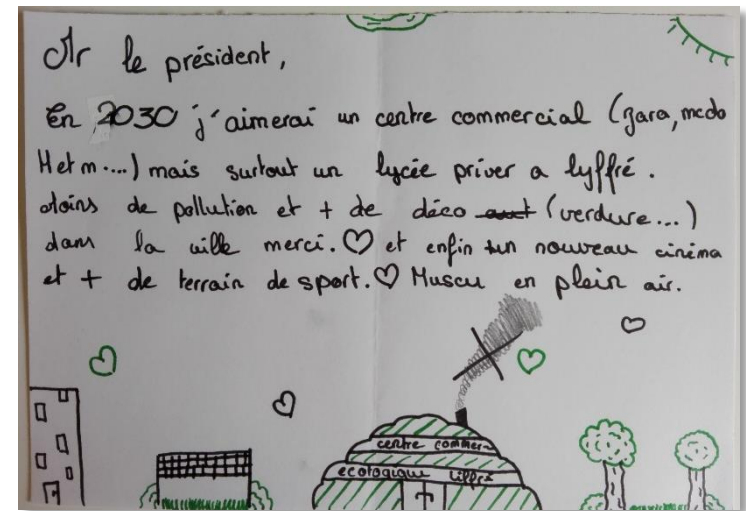 Mr le président,
En 2030 j'aimerai un centre commercial (zara, mcdo
H et m....) mais surtout un lycée priver a lyffré.
Moins de pollution et + de déco aut (verdure...)
dans la ville merci. ♡ et enfin un nouveau cinéma
et + de terrain de sport. ♡ Muscu en plein air.
centre commer-
ecologique liffré